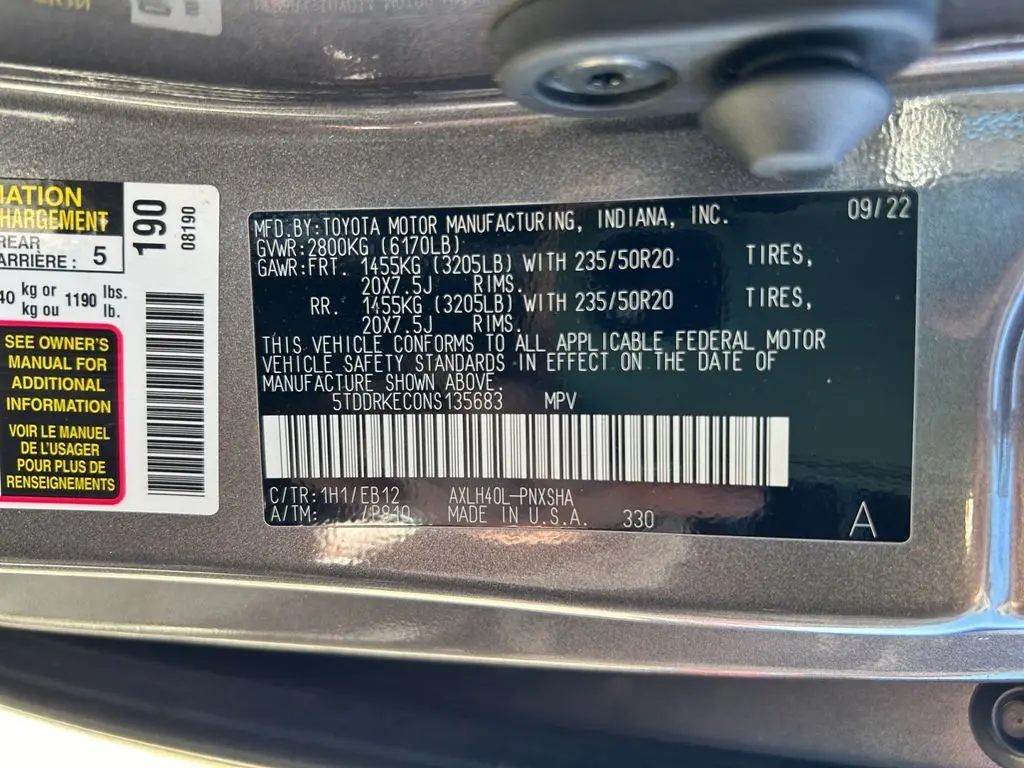 MATION
CHARGEMENT
REAR
ARRIÈRE : 5
40 kg or 1190 lbs.
kg ou lb.
SEE OWNER'S
MANUAL FOR
ADDITIONAL
INFORMATION
VOIR LE MANUEL
DE L'USAGER
POUR PLUS DE
RENSEIGNEMENTS
190
08190
MFD.BY:TOYOTA MOTOR MANUFACTURING, INDIANA, INC. 09/22
GVWR:2800KG (6170LB)
GAWR:FRT. 1455KG (3205LB) WITH 235/50R20 TIRES,
20X7.5J RIMS.
RR. 1455KG (3205LB) WITH 235/50R20 TIRES,
20X7.5J RIMS.
THIS VEHICLE CONFORMS TO ALL APPLICABLE FEDERAL MOTOR
VEHICLE SAFETY STANDARDS IN EFFECT ON THE DATE OF
MANUFACTURE SHOWN ABOVE.
5TDDRKEC0NS135683 MPV
C/TR:1H1/EB12 AXLH40L-PNXSHA
A/TM: MADE IN U.S.A. 330
A